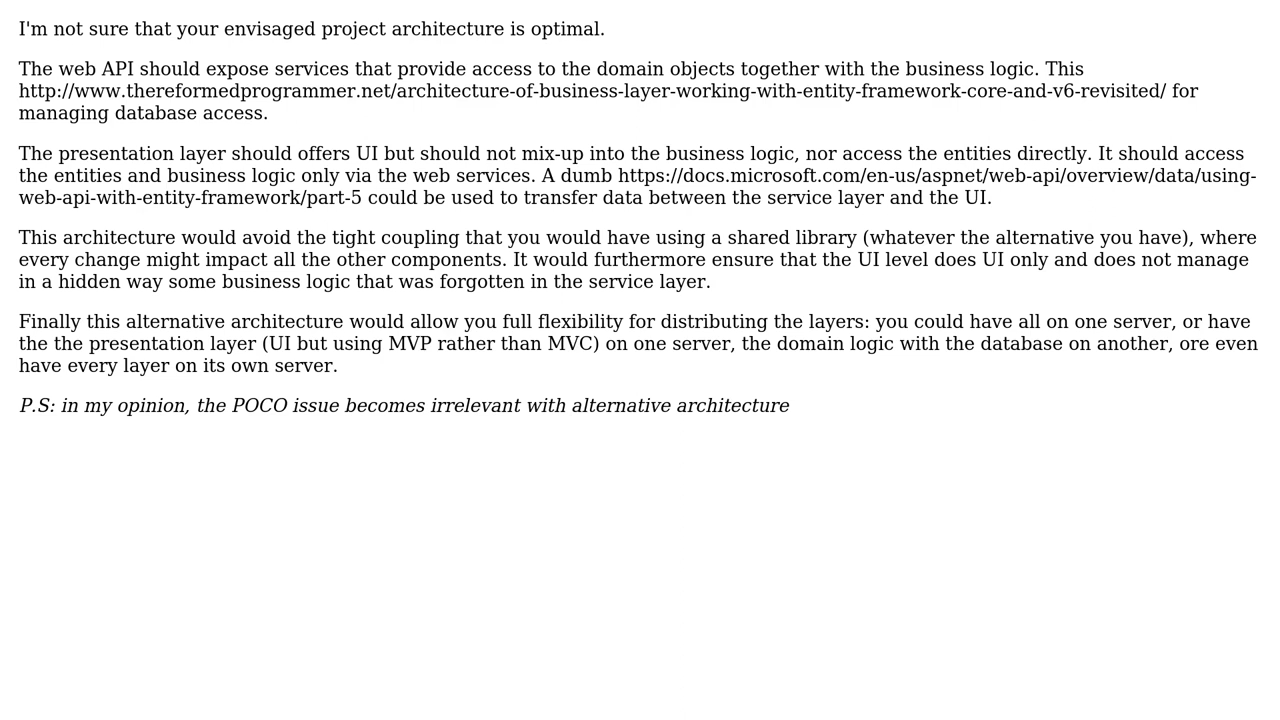 I'm not sure that your envisaged project architecture is optimal.
The web API should expose services that provide access to the domain objects together with the business logic. This
http://www.thereformedprogrammer.net/architecture-of-business-layer-working-with-entity-framework-core-and-v6-revisited/ for
managing database access.
The presentation layer should offers UI but should not mix-up into the business logic, nor access the entities directly. It should access
the entities and business logic only via the web services. A dumb https://docs.microsoft.com/en-us/aspnet/web-api/overview/data/using-
web-api-with-entity-framework/part-5 could be used to transfer data between the service layer and the UI.
This architecture would avoid the tight coupling that you would have using a shared library (whatever the alternative you have), where
every change might impact all the other components. It would furthermore ensure that the UI level does UI only and does not manage
in a hidden way some business logic that was forgotten in the service layer.
Finally this alternative architecture would allow you full flexibility for distributing the layers: you could have all on one server, or have
the the presentation layer (UI but using MVP rather than MVC) on one server, the domain logic with the database on another, ore even
have every layer on its own server.
P.S: in my opinion, the POCO issue becomes irrelevant with alternative architecture